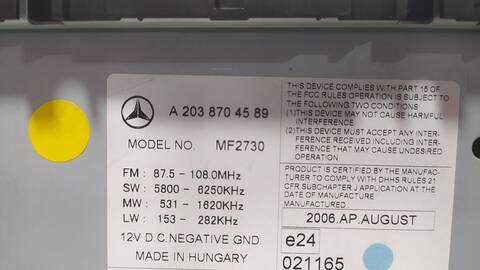 A 203 870 45 89
MODEL NO. MF2730
FM : 87.5 - 108.0MHz
SW : 5800 - 6250KHz
MW : 531 - 1620KHz
LW : 153 - 282KHz
12V D.C.NEGATIVE GND.
MADE IN HUNGARY
THIS DEVICE COMPLIES WITH PART 15 OF
THE FCC RULES OPERATION IS SUBJECT TO
THE FOLLOWING TWO CONDITIONS
(1)THIS DEVICE MAY NOT CAUSE HARMFUL
INTERFERENCE
(2)THIS DEVICE MUST ACCEPT ANY INTER-
FERENCE RECEIVED INCLUDING INTER-
FERENCE THAT MAY CAUSE UNDESIRED
OPERATION
PRODUCT IS CERTIFIED BY THE MANUFAC-
TURER TO COMPLY WITH DHHS RULES 21
CFR SUBCHAPTER J APPLICATION AT THE
DATE OF MANUFACTURE
MANUFACTURED
2006.AP.AUGUST
e24
021165